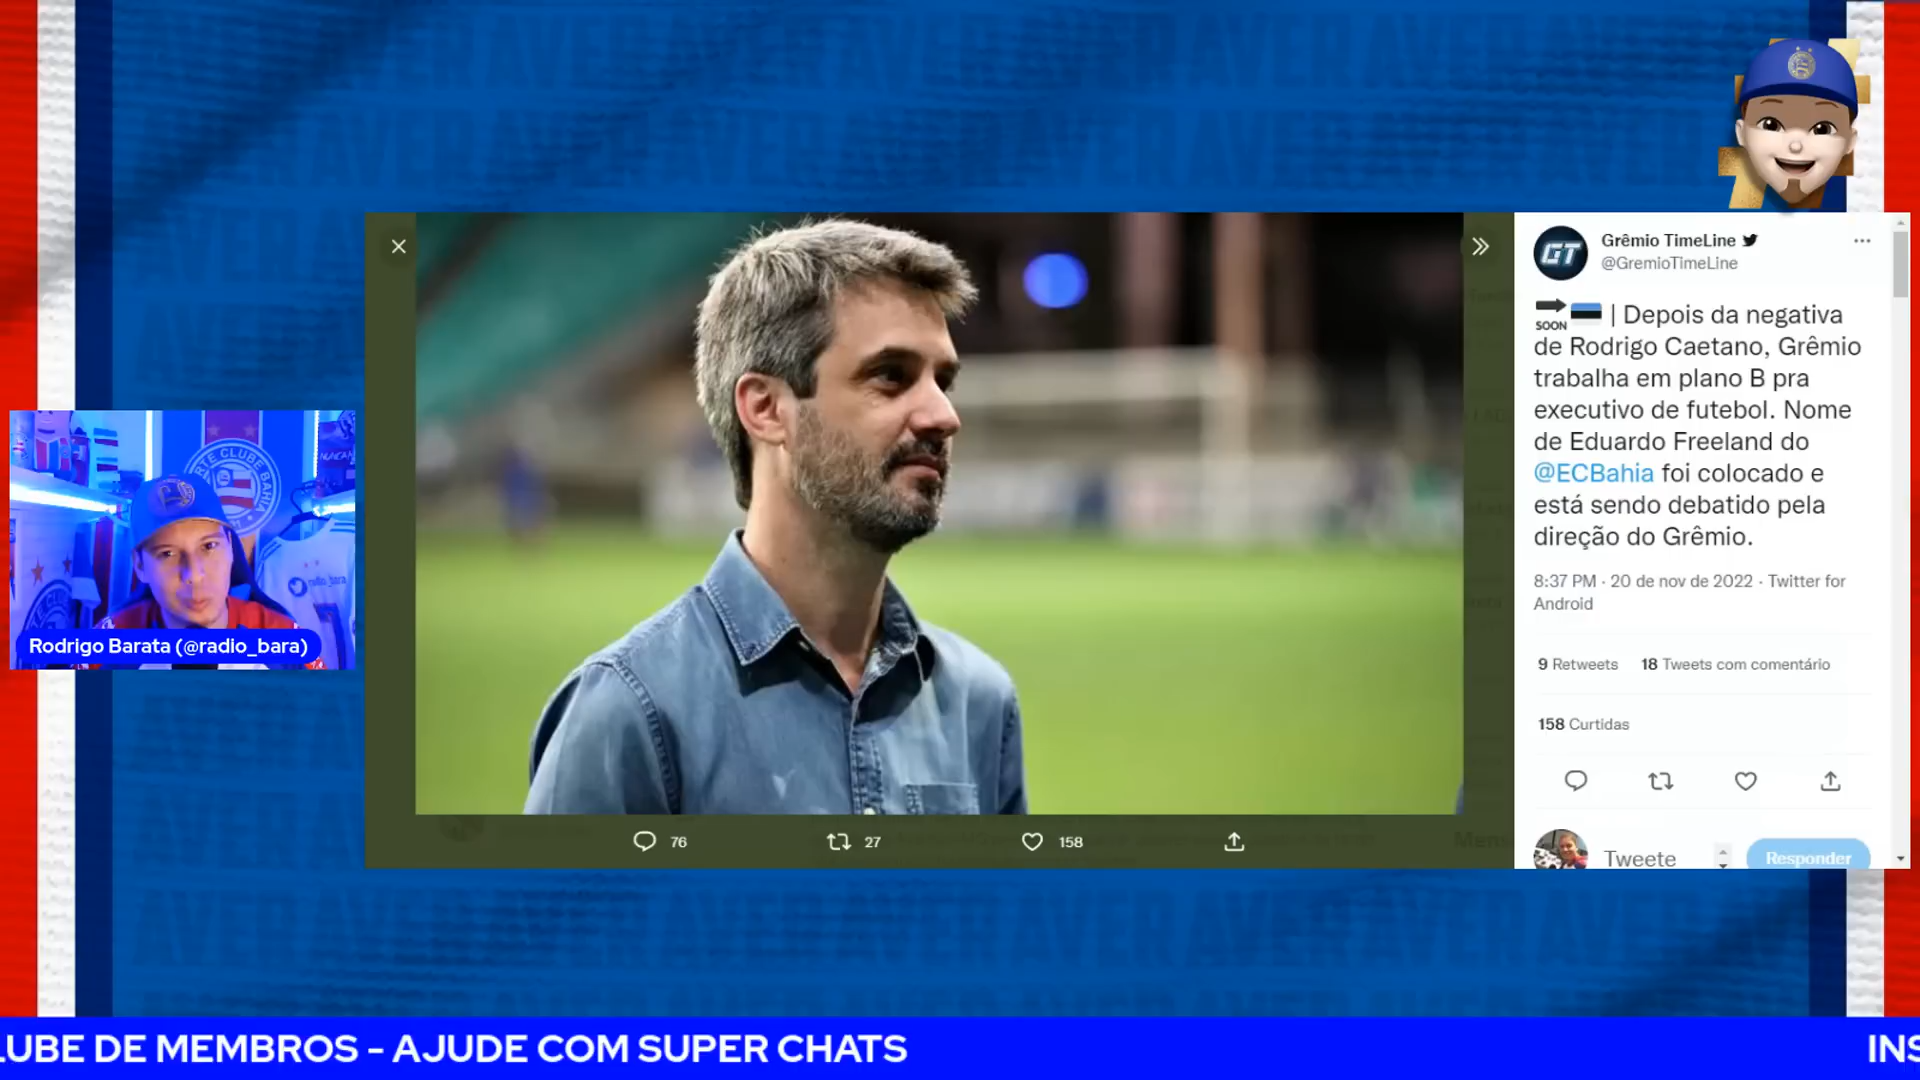 Grêmio TimeLine
@GremioTimeLine
SOON | Depois da negativa
de Rodrigo Caetano, Grêmio
trabalha em plano B pra
executivo de futebol. Nome
de Eduardo Freeland do
@ECBahia foi colocado e
está sendo debatido pela
direção do Grêmio.
8:37 PM · 20 de nov de 2022 · Twitter for
Android
9 Retweets 18 Tweets com comentário
158 Curtidas
Tweete Responder
76 27 158
Rodrigo Barata (@radio_bara)
LUBE DE MEMBROS - AJUDE COM SUPER CHATS
INS